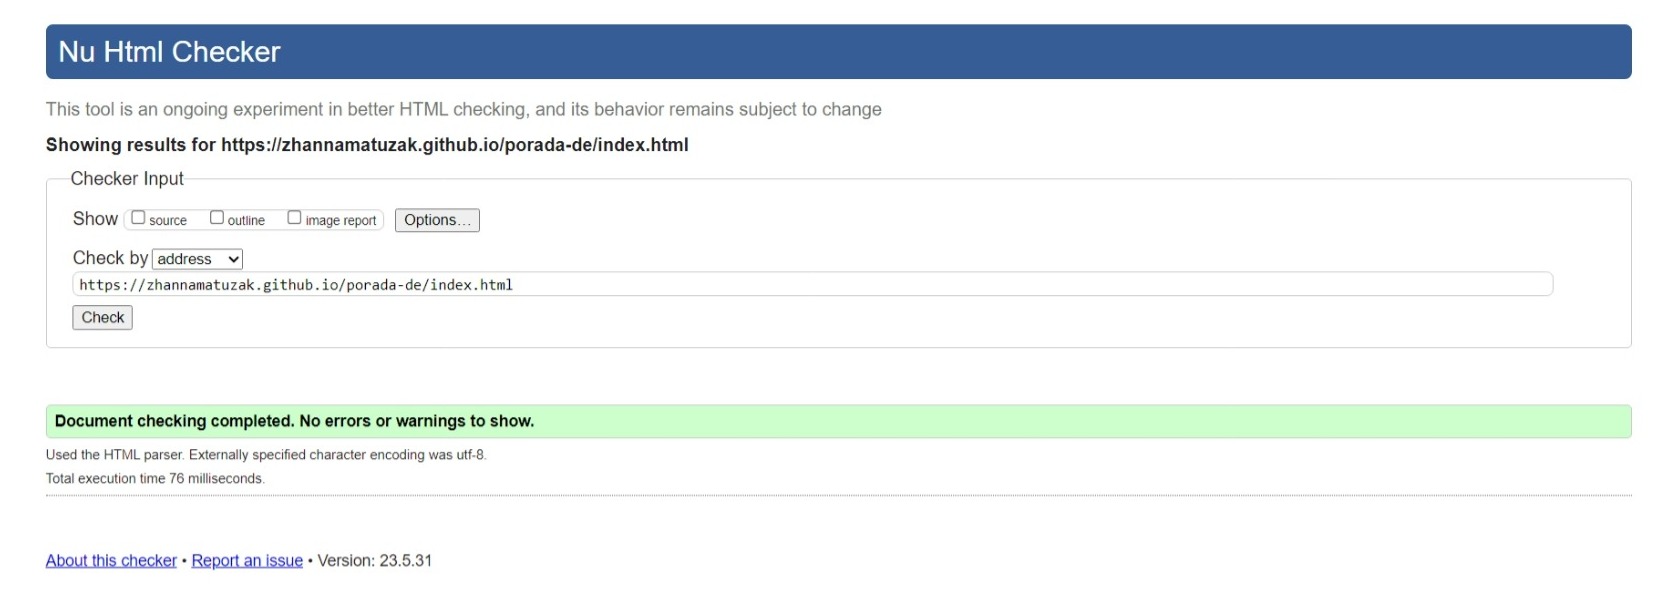 Nu Html Checker
This tool is an ongoing experiment in better HTML checking, and its behavior remains subject to change
Showing results for https://zhannamatuzak.github.io/porada-de/index.html
Checker Input
Show source outline image report Options...
Check by address
https://zhannamatuzak.github.io/porada-de/index.html
Check
Document checking completed. No errors or warnings to show.
Used the HTML parser. Externally specified character encoding was utf-8.
Total execution time 76 milliseconds.
About this checker • Report an issue • Version: 23.5.31